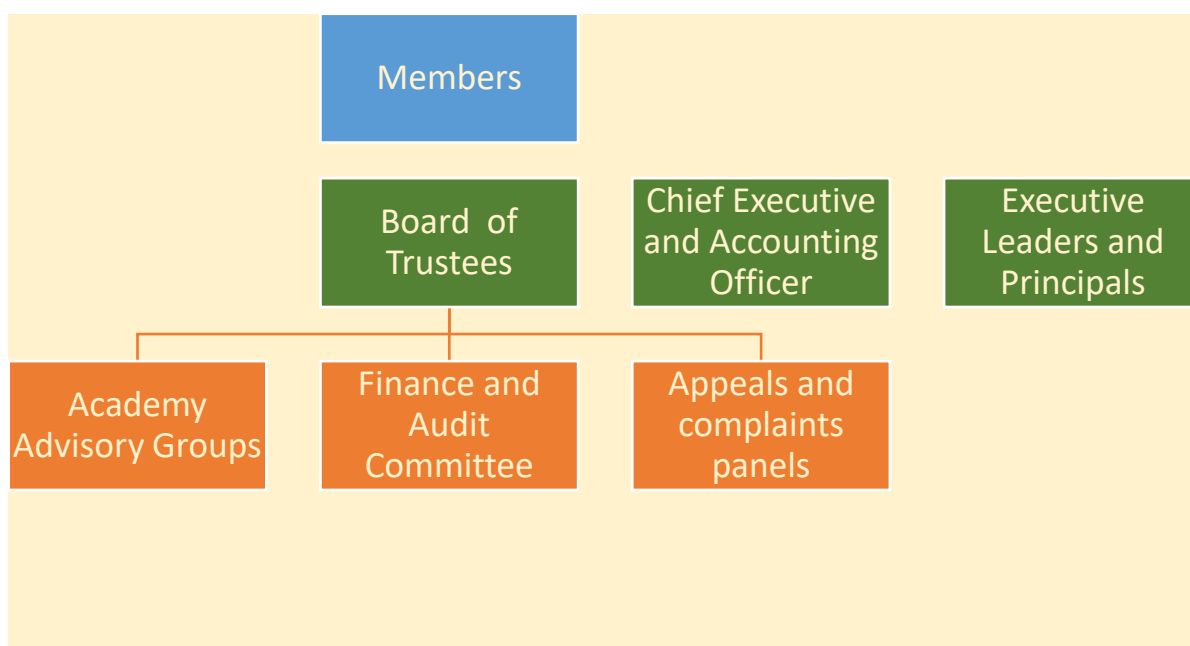 Members
Board of
Trustees
Chief Executive
and Accounting
Officer
Executive
Leaders and
Principals
Academy
Advisory Groups
Finance and
Audit
Committee
Appeals and
complaints
panels